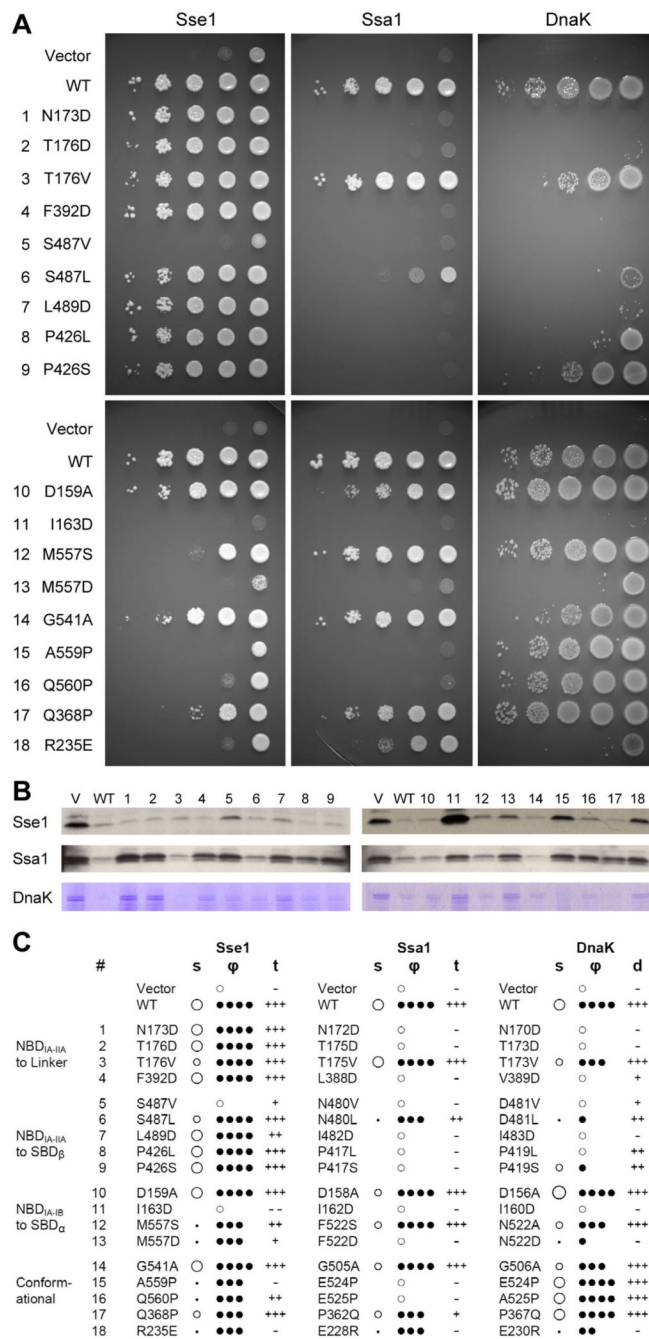 A
Sse1 Ssa1 DnaK
Vector
WT
1 N173D
2 T176D
3 T176V
4 F392D
5 S487V
6 S487L
7 L489D
8 P426L
9 P426S
Vector
WT
10 D159A
11 I163D
12 M557S
13 M557D
14 G541A
15 A559P
16 Q560P
17 Q368P
18 R235E
B
V WT 1 2 3 4 5 6 7 8 9 V WT 10 11 12 13 14 15 16 17 18
Sse1
Ssa1
DnaK
C
Sse1 Ssa1 DnaK
# s φ t s φ t s φ d
Vector ○ - Vector ○ - Vector ○ -
WT ○ ●●●● +++ WT ○ ●●●● +++ WT ○ ●●●● +++
1 N173D ○ ●●●● +++ N172D ○ - N170D ○ -
NBD IA-IIA 2 T176D ○ ●●●● +++ T175D ○ - T173D ○ -
to Linker 3 T176V ○ ●●●● +++ T175V ○ ●●●● +++ T173V ○ ●●● +++
4 F392D ○ ●●●● +++ L388D ○ - V389D ○ +
5 S487V ○ + N480V ○ - D481V ○ +
NBD IA-IIA 6 S487L ○ ●●●● +++ N480L · ●●● ++ D481L · ● ++
to SBDβ 7 L489D ○ ●●●● ++ I482D ○ - I483D ○ -
8 P426L ○ ●●●● +++ P417L ○ - P419L ○ ++
9 P426S ○ ●●●● +++ P417S ○ - P419S ○ ● ++
10 D159A ○ ●●●● +++ D158A ○ ●●●● +++ D156A ○ ●●●● +++
NBD IA-IB 11 I163D ○ -- I162D ○ - I160D ○ -
to SBDα 12 M557S · ●●● ++ F522S ○ ●●●● +++ N522A ○ ●●●● +++
13 M557D · ●●● + F522D ○ - N522D · ● -
14 G541A ○ ●●●● +++ G505A ○ ●●●● +++ G506A ○ ●●● +++
Conform- 15 A559P · ●●● - E524P ○ - E524P ○ ●●●● +++
ational 16 Q560P · ●●● ++ E525P ○ - A525P ○ ●●●● +++
17 Q368P ○ ●●●● +++ P362Q ○ ●●● + P367Q ○ ●●●● +++
18 R235E · ●●● - E228R · ●●● - E230R · ●● -